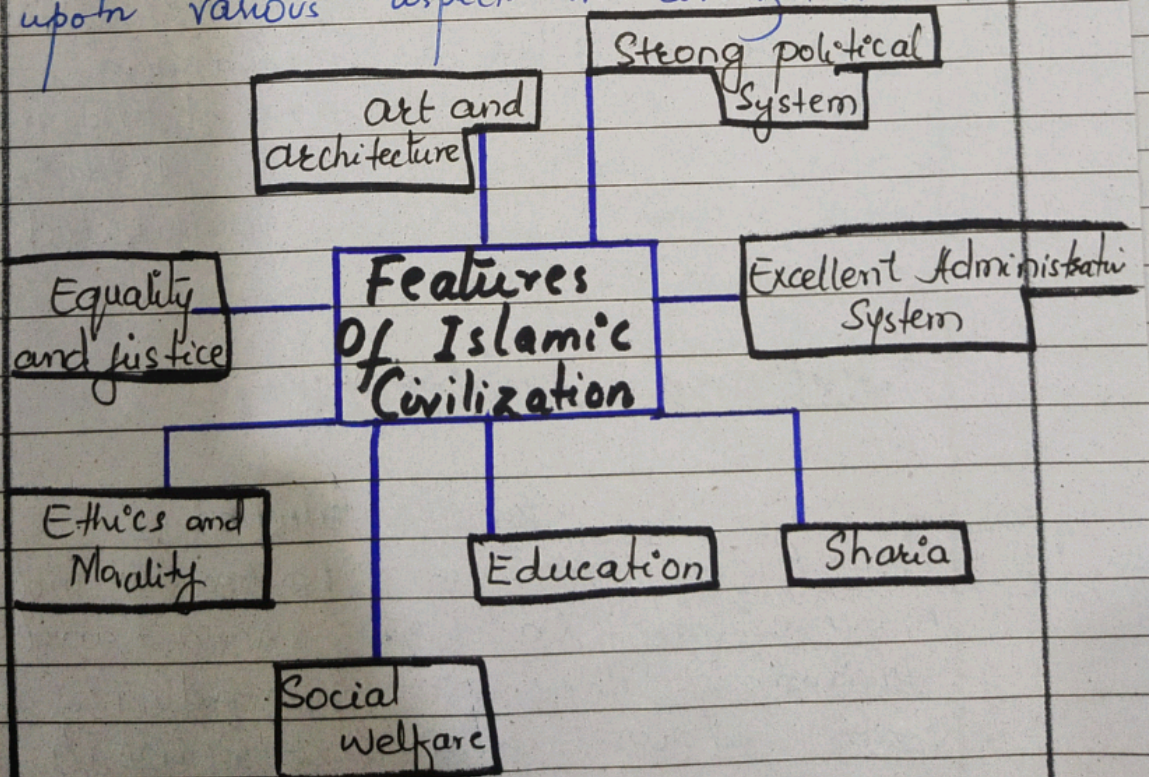 upon various
Strong political
System
art and
architecture
Features
Of Islamic
Civilization
Equality
and justice
Excellent Administrativ
System
Ethics and
Morality
Education
Sharia
Social
Welfare